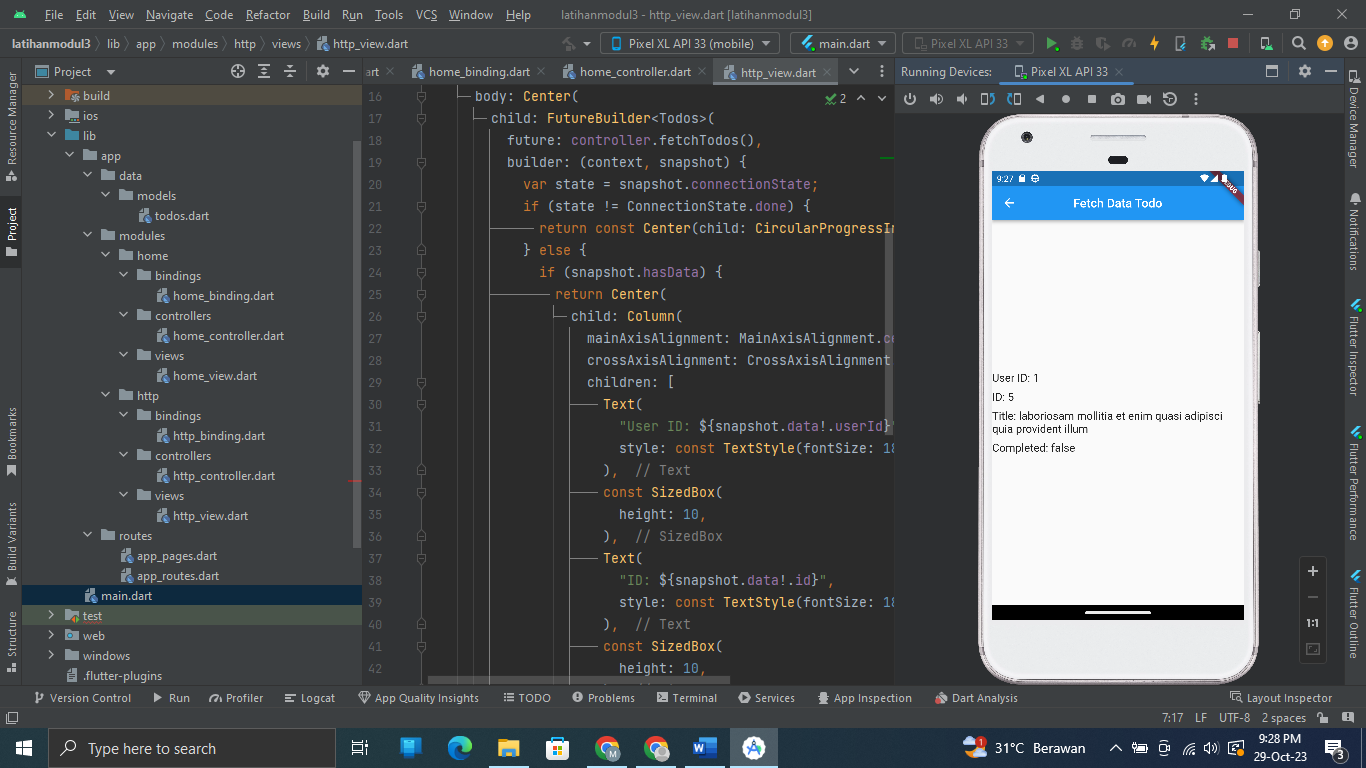 File Edit View Navigate Code Refactor Build Run Tools VCS Window Help latihanmodul3 - http_view.dart [latihanmodul3]
latihanmodul3 lib app modules http views http_view.dart Pixel XL API 33 (mobile) main.dart Pixel XL API 33
Project art home_binding.dart home_controller.dart http_view.dart Running Devices: Pixel XL API 33
Resource Manager
Project
Bookmarks
Build Variants
Structure
build
ios
lib
app
data
models
todos.dart
modules
home
bindings
home_binding.dart
controllers
home_controller.dart
views
home_view.dart
http
bindings
http_binding.dart
controllers
http_controller.dart
views
http_view.dart
routes
app_pages.dart
app_routes.dart
main.dart
test
web
windows
.flutter-plugins
2
16 body: Center(
17 child: FutureBuilder<Todos>(
18 future: controller.fetchTodos(),
19 builder: (context, snapshot) {
20 var state = snapshot.connectionState;
21 if (state != ConnectionState.done) {
22 return const Center(child: CircularProgressIn
23 } else {
24 if (snapshot.hasData) {
25 return Center(
26 child: Column(
27 mainAxisAlignment: MainAxisAlignment.ce
28 crossAxisAlignment: CrossAxisAlignment.
29 children: [
30 Text(
31 "User ID: ${snapshot.data!.userId}"
32 style: const TextStyle(fontSize: 18
33 ), // Text
34 const SizedBox(
35 height: 10,
36 ), // SizedBox
37 Text(
38 "ID: ${snapshot.data!.id}",
39 style: const TextStyle(fontSize: 18
40 ), // Text
41 const SizedBox(
42 height: 10,
9:27
Fetch Data Todo
User ID: 1
ID: 5
Title: laboriosam mollitia et enim quasi adipisci
quia provident illum
Completed: false
1:1
Device Manager
Notifications
Flutter Inspector
Flutter Performance
Flutter Outline
Version Control Run Profiler Logcat App Quality Insights TODO Problems Terminal Services App Inspection Dart Analysis Layout Inspector
7:17 LF UTF-8 2 spaces
Type here to search 1 31°C Berawan 9:28 PM
29-Oct-23 3